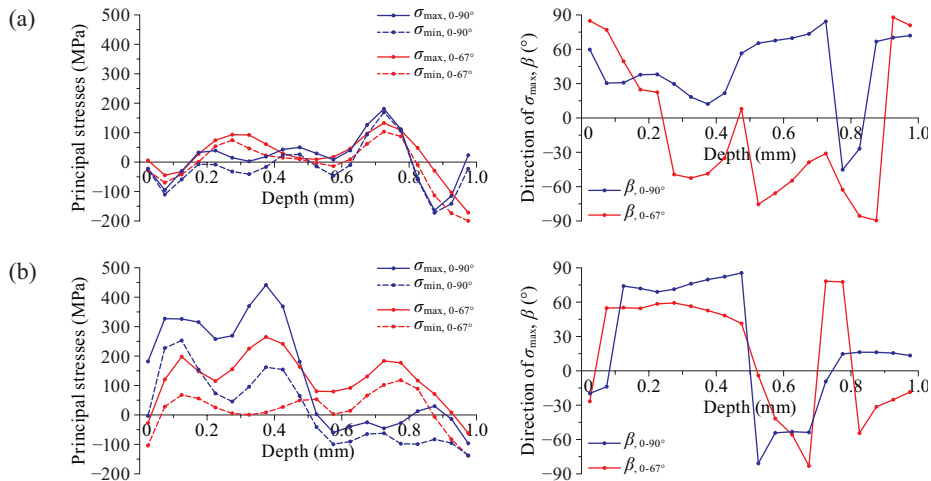 (a)
Principal stresses (MPa)
500
400
300
200
100
0
−100
−200
0
0.2
0.4
0.6
0.8
1.0
Depth (mm)
σmax, 0-90°
σmin, 0-90°
σmax, 0-67°
σmin, 0-67°
Direction of σmax, β (°)
90
60
30
0
−30
−60
−90
0
0.2
0.4
0.6
0.8
1.0
Depth (mm)
β, 0-90°
β, 0-67°
(b)
Principal stresses (MPa)
500
400
300
200
100
0
−100
−200
0
0.2
0.4
0.6
0.8
1.0
Depth (mm)
σmax, 0-90°
σmin, 0-90°
σmax, 0-67°
σmin, 0-67°
Direction of σmax, β (°)
90
60
30
0
−30
−60
−90
0
0.2
0.4
0.6
0.8
1.0
Depth (mm)
β, 0-90°
β, 0-67°